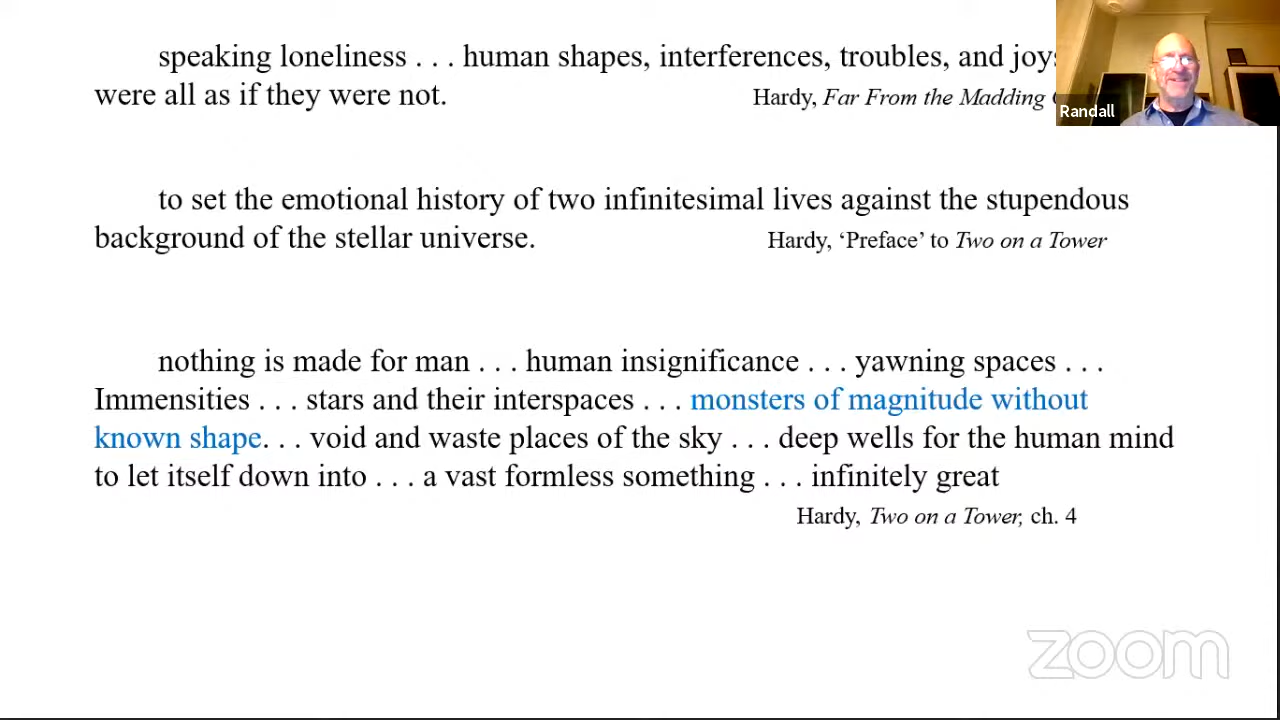 speaking loneliness . . . human shapes, interferences, troubles, and joys
were all as if they were not.
Hardy, Far From the Madding
Randall
to set the emotional history of two infinitesimal lives against the stupendous
background of the stellar universe.
Hardy, ‘Preface’ to Two on a Tower
nothing is made for man . . . human insignificance . . . yawning spaces . . .
Immensities . . . stars and their interspaces . . . monsters of magnitude without
known shape. . . void and waste places of the sky . . . deep wells for the human mind
to let itself down into . . . a vast formless something . . . infinitely great
Hardy, Two on a Tower, ch. 4
zoom